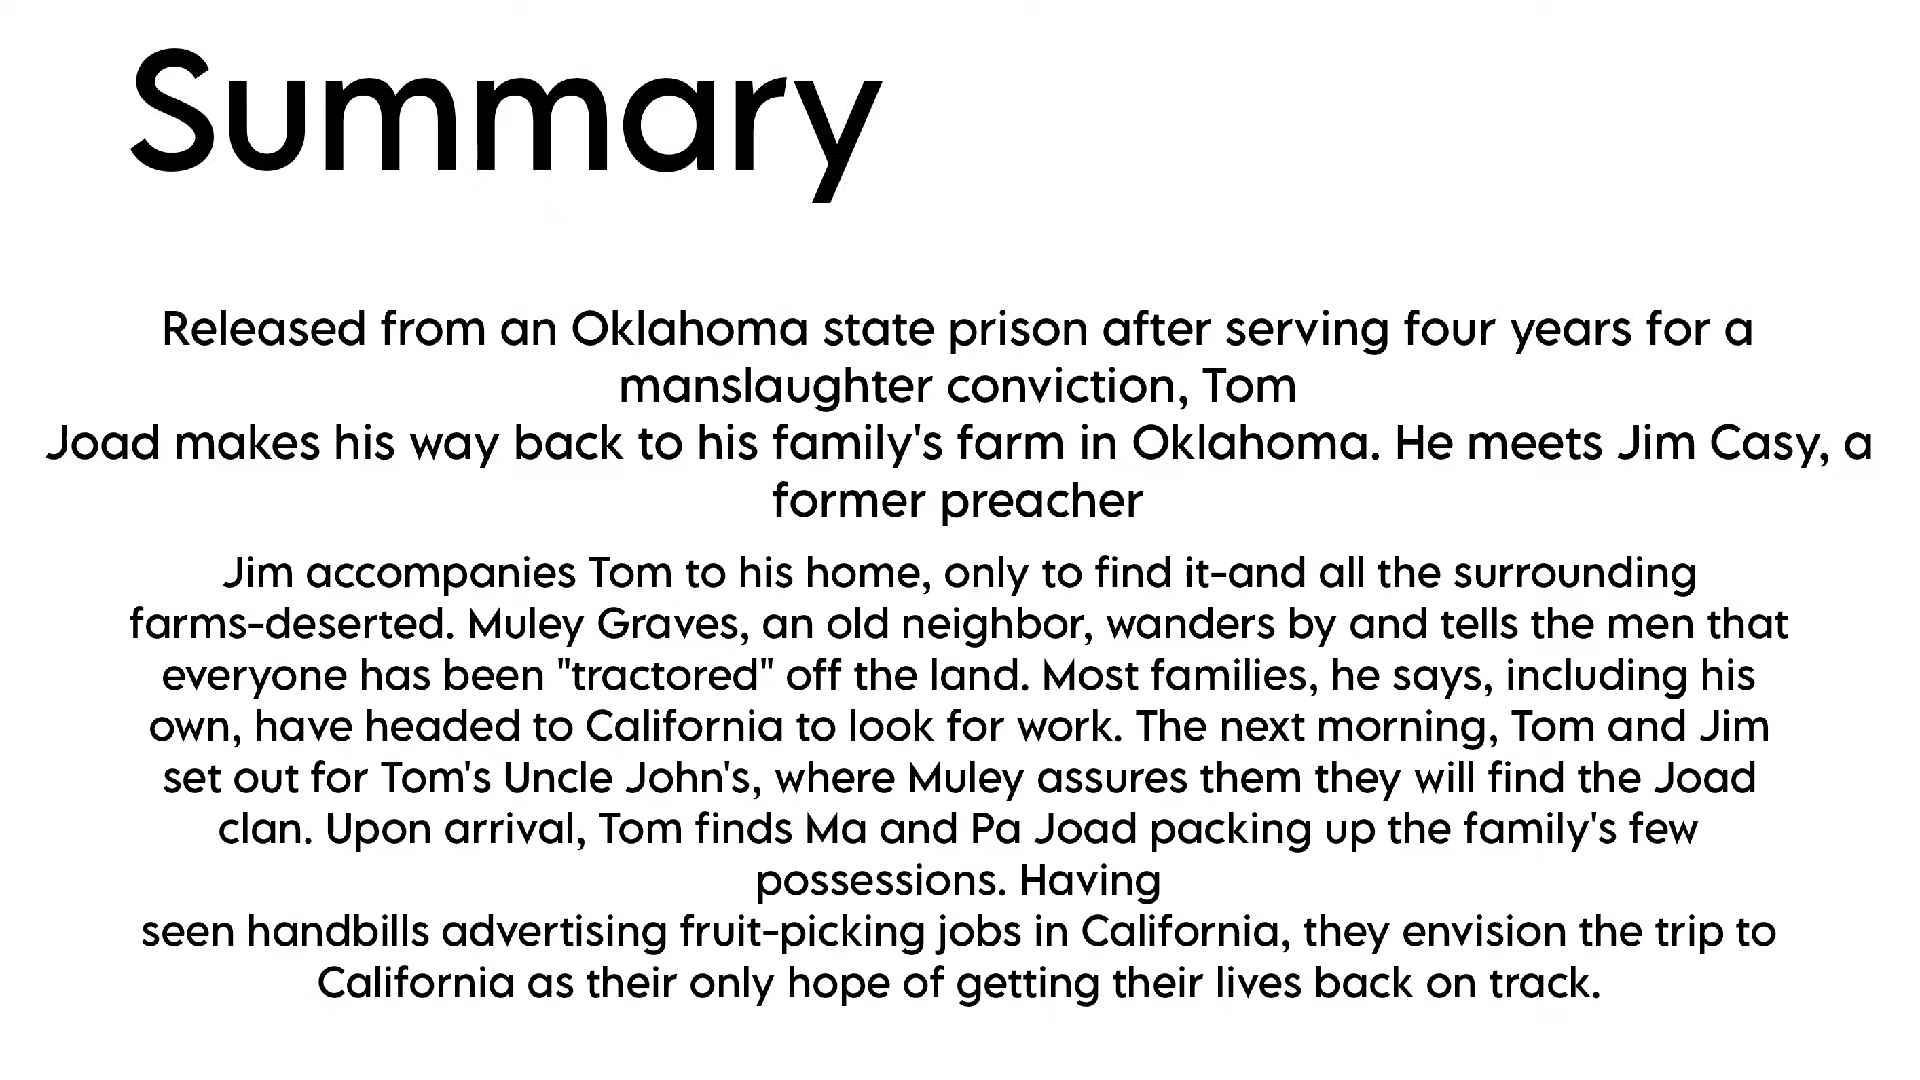 Summary
Released from an Oklahoma state prison after serving four years for a
manslaughter conviction, Tom
Joad makes his way back to his family's farm in Oklahoma. He meets Jim Casy, a
former preacher
Jim accompanies Tom to his home, only to find it-and all the surrounding
farms-deserted. Muley Graves, an old neighbor, wanders by and tells the men that
everyone has been "tractored" off the land. Most families, he says, including his
own, have headed to California to look for work. The next morning, Tom and Jim
set out for Tom's Uncle John's, where Muley assures them they will find the Joad
clan. Upon arrival, Tom finds Ma and Pa Joad packing up the family's few
possessions. Having
seen handbills advertising fruit-picking jobs in California, they envision the trip to
California as their only hope of getting their lives back on track.